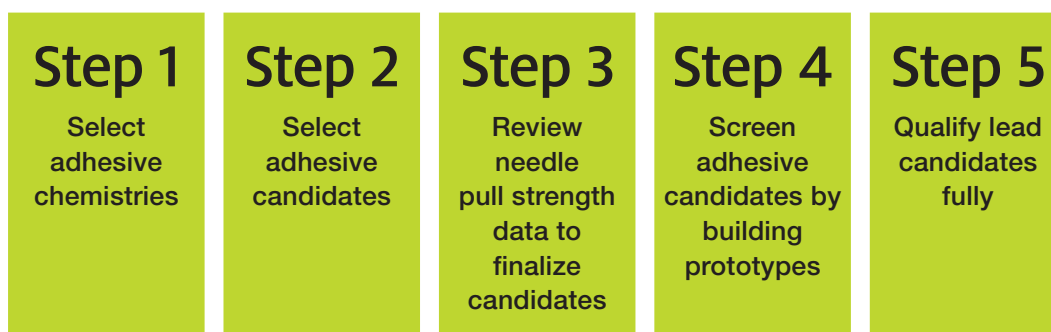 Step 1
Select
adhesive
chemistries
Step 2
Select
adhesive
candidates
Step 3
Review
needle
pull strength
data to
finalize
candidates
Step 4
Screen
adhesive
candidates by
building
prototypes
Step 5
Qualify lead
candidates
fully